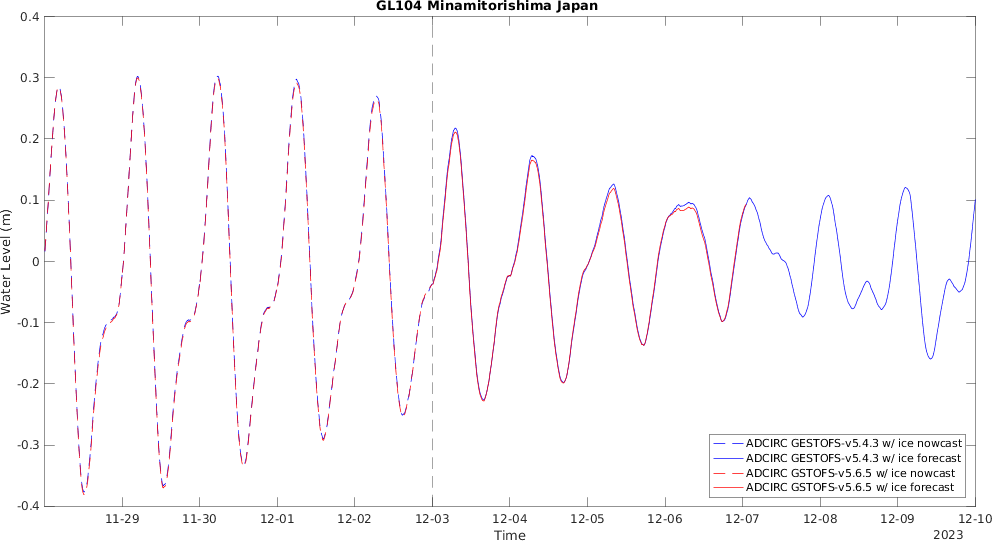 GL104 Minamitorishima Japan
0.4
0.3
0.2
0.1
0
-0.1
-0.2
-0.3
-0.4
Water Level (m)
11-29 11-30 12-01 12-02 12-03 12-04 12-05 12-06 12-07 12-08 12-09 12-10
Time
2023
ADCIRC GESTOFS-v5.4.3 w/ ice nowcast
ADCIRC GESTOFS-v5.4.3 w/ ice forecast
ADCIRC GSTOFS-v5.6.5 w/ ice nowcast
ADCIRC GSTOFS-v5.6.5 w/ ice forecast